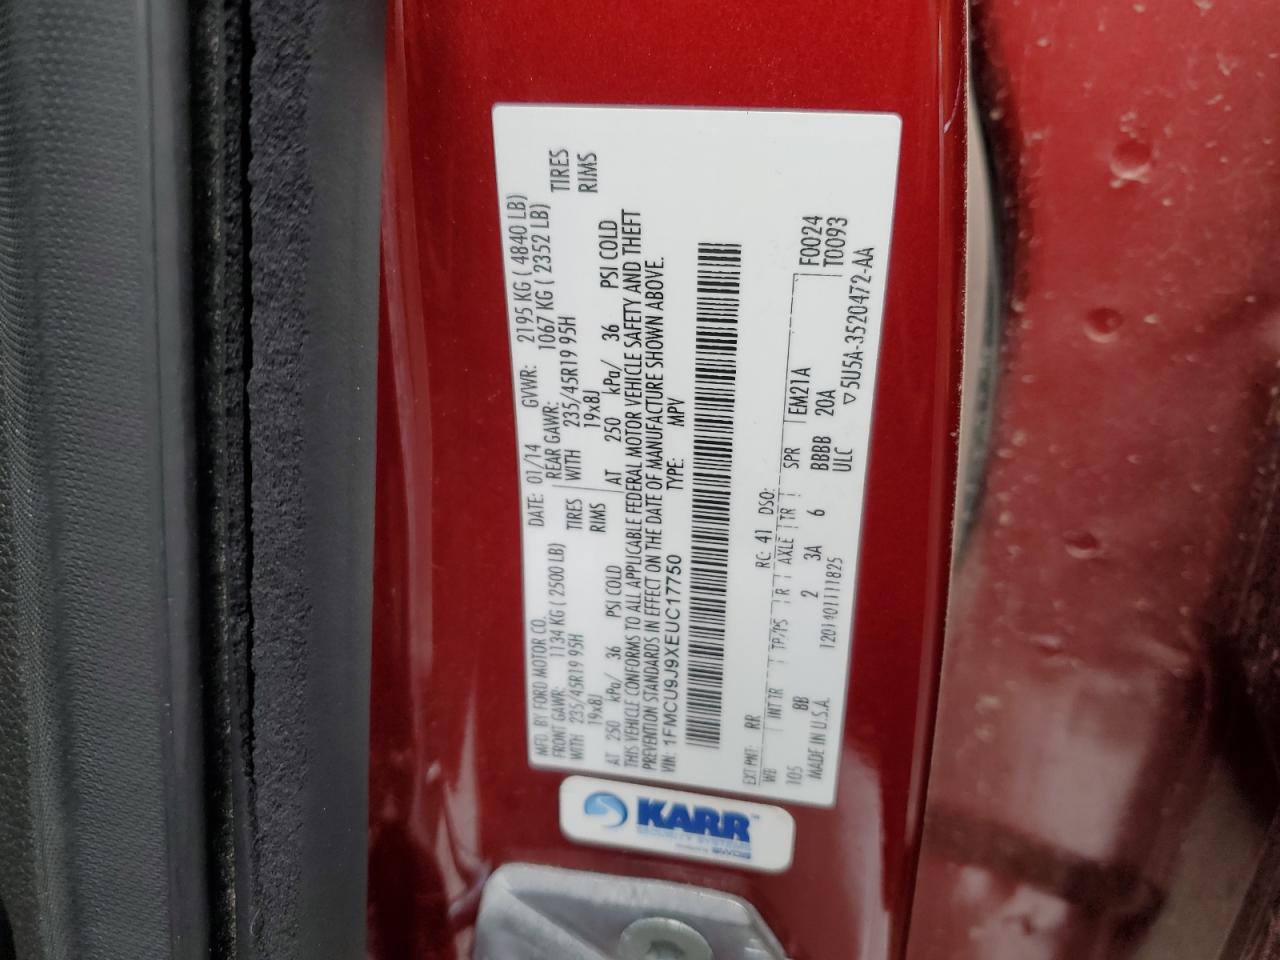 MFD. BY FORD MOTOR CO.
DATE: 01/14 GVWR: 2195 KG ( 4840 LB)
FRONT GAWR: 1134 KG ( 2500 LB)
REAR GAWR: 1067 KG ( 2352 LB)
WITH 235/45R19 95H TIRES
WITH 235/45R19 95H TIRES
19x8J RIMS
19x8J RIMS
AT 250 kPa/ 36 PSI COLD
AT 250 kPa/ 36 PSI COLD
THIS VEHICLE CONFORMS TO ALL APPLICABLE FEDERAL MOTOR VEHICLE SAFETY AND THEFT
PREVENTION STANDARDS IN EFFECT ON THE DATE OF MANUFACTURE SHOWN ABOVE.
VIN: 1FMCU9J9XEUC17750 TYPE: MPV
EXT PNT: RR RC: 41 DSO:
WB INT TR TP/PS R AXLE TR SPR EM21A F0024
105 8B 2 3A 6 BBBB 20A T0093
MADE IN U.S.A. 1201401111825 ULC ▽5U5A-3520472-AA
KARR™
SECURITY SYSTEMS